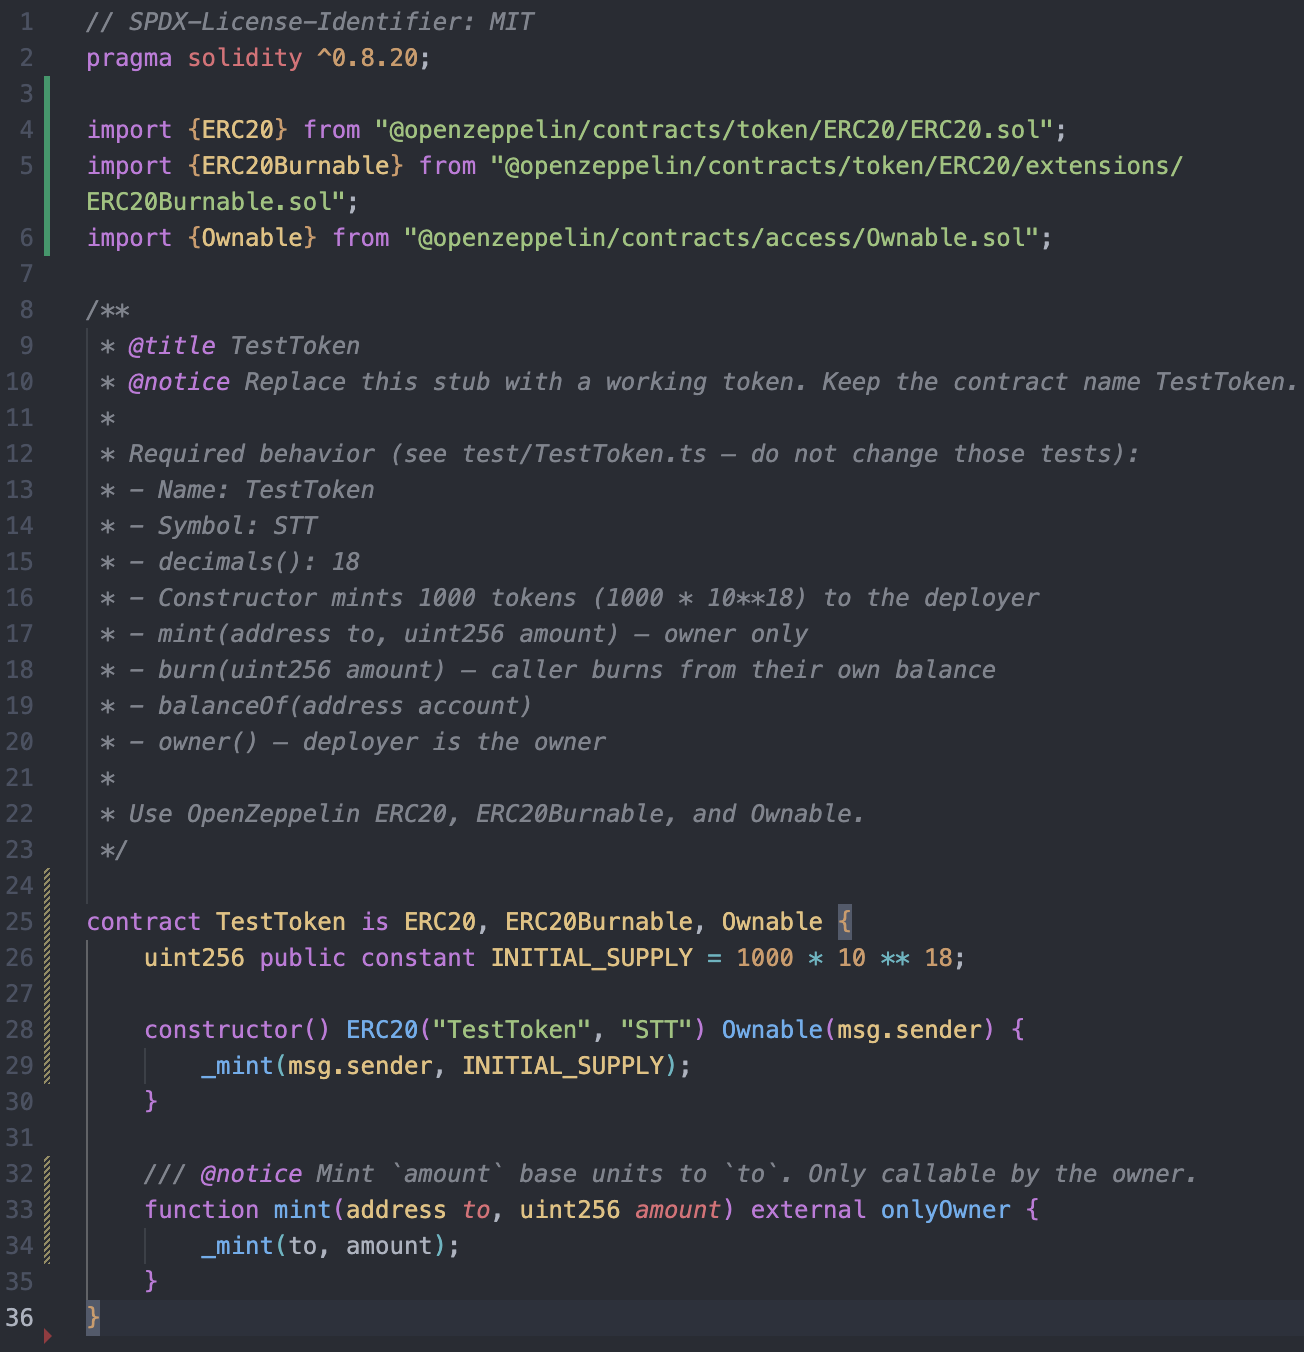 1 // SPDX-License-Identifier: MIT
2 pragma solidity ^0.8.20;
3
4 import {ERC20} from "@openzeppelin/contracts/token/ERC20/ERC20.sol";
5 import {ERC20Burnable} from "@openzeppelin/contracts/token/ERC20/extensions/
ERC20Burnable.sol";
6 import {Ownable} from "@openzeppelin/contracts/access/Ownable.sol";
7
8 /**
9  * @title TestToken
10  * @notice Replace this stub with a working token. Keep the contract name TestToken.
11  *
12  * Required behavior (see test/TestToken.ts — do not change those tests):
13  * - Name: TestToken
14  * - Symbol: STT
15  * - decimals(): 18
16  * - Constructor mints 1000 tokens (1000 * 10**18) to the deployer
17  * - mint(address to, uint256 amount) — owner only
18  * - burn(uint256 amount) — caller burns from their own balance
19  * - balanceOf(address account)
20  * - owner() — deployer is the owner
21  *
22  * Use OpenZeppelin ERC20, ERC20Burnable, and Ownable.
23  */
24
25 contract TestToken is ERC20, ERC20Burnable, Ownable {
26     uint256 public constant INITIAL_SUPPLY = 1000 * 10 ** 18;
27
28     constructor() ERC20("TestToken", "STT") Ownable(msg.sender) {
29         _mint(msg.sender, INITIAL_SUPPLY);
30     }
31
32     /// @notice Mint `amount` base units to `to`. Only callable by the owner.
33     function mint(address to, uint256 amount) external onlyOwner {
34         _mint(to, amount);
35     }
36 }